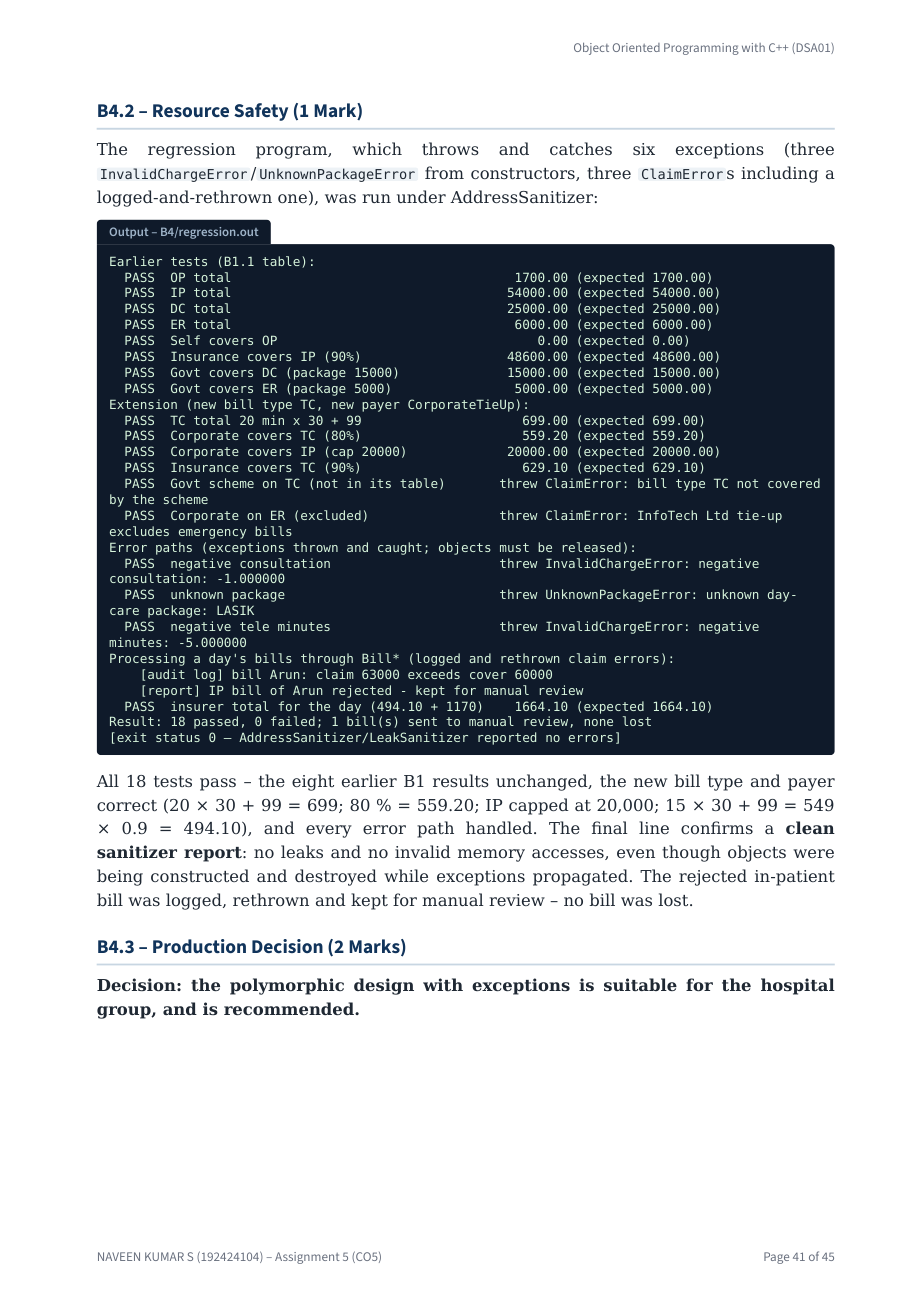 Object Oriented Programming with C++ (DSA01)
B4.2 – Resource Safety (1 Mark)
The regression program, which throws and catches six exceptions (three
InvalidChargeError/UnknownPackageError from constructors, three ClaimErrors including a
logged-and-rethrown one), was run under AddressSanitizer:
Output – B4/regression.out
Earlier tests (B1.1 table):
  PASS  OP total                                     1700.00 (expected 1700.00)
  PASS  IP total                                    54000.00 (expected 54000.00)
  PASS  DC total                                    25000.00 (expected 25000.00)
  PASS  ER total                                     6000.00 (expected 6000.00)
  PASS  Self covers OP                                  0.00 (expected 0.00)
  PASS  Insurance covers IP (90%)                   48600.00 (expected 48600.00)
  PASS  Govt covers DC (package 15000)              15000.00 (expected 15000.00)
  PASS  Govt covers ER (package 5000)                5000.00 (expected 5000.00)
Extension (new bill type TC, new payer CorporateTieUp):
  PASS  TC total 20 min x 30 + 99                     699.00 (expected 699.00)
  PASS  Corporate covers TC (80%)                     559.20 (expected 559.20)
  PASS  Corporate covers IP (cap 20000)             20000.00 (expected 20000.00)
  PASS  Insurance covers TC (90%)                     629.10 (expected 629.10)
  PASS  Govt scheme on TC (not in its table)       threw ClaimError: bill type TC not covered
by the scheme
  PASS  Corporate on ER (excluded)                 threw ClaimError: InfoTech Ltd tie-up
excludes emergency bills
Error paths (exceptions thrown and caught; objects must be released):
  PASS  negative consultation                      threw InvalidChargeError: negative
consultation: -1.000000
  PASS  unknown package                            threw UnknownPackageError: unknown day-
care package: LASIK
  PASS  negative tele minutes                      threw InvalidChargeError: negative
minutes: -5.000000
Processing a day's bills through Bill* (logged and rethrown claim errors):
    [audit log] bill Arun: claim 63000 exceeds cover 60000
    [report] IP bill of Arun rejected - kept for manual review
  PASS  insurer total for the day (494.10 + 1170)    1664.10 (expected 1664.10)
Result: 18 passed, 0 failed; 1 bill(s) sent to manual review, none lost
[exit status 0 — AddressSanitizer/LeakSanitizer reported no errors]
All 18 tests pass – the eight earlier B1 results unchanged, the new bill type and payer
correct (20 × 30 + 99 = 699; 80 % = 559.20; IP capped at 20,000; 15 × 30 + 99 = 549
× 0.9 = 494.10), and every error path handled. The final line confirms a clean
sanitizer report: no leaks and no invalid memory accesses, even though objects were
being constructed and destroyed while exceptions propagated. The rejected in-patient
bill was logged, rethrown and kept for manual review – no bill was lost.
B4.3 – Production Decision (2 Marks)
Decision: the polymorphic design with exceptions is suitable for the hospital
group, and is recommended.
NAVEEN KUMAR S (192424104) – Assignment 5 (CO5)
Page 41 of 45